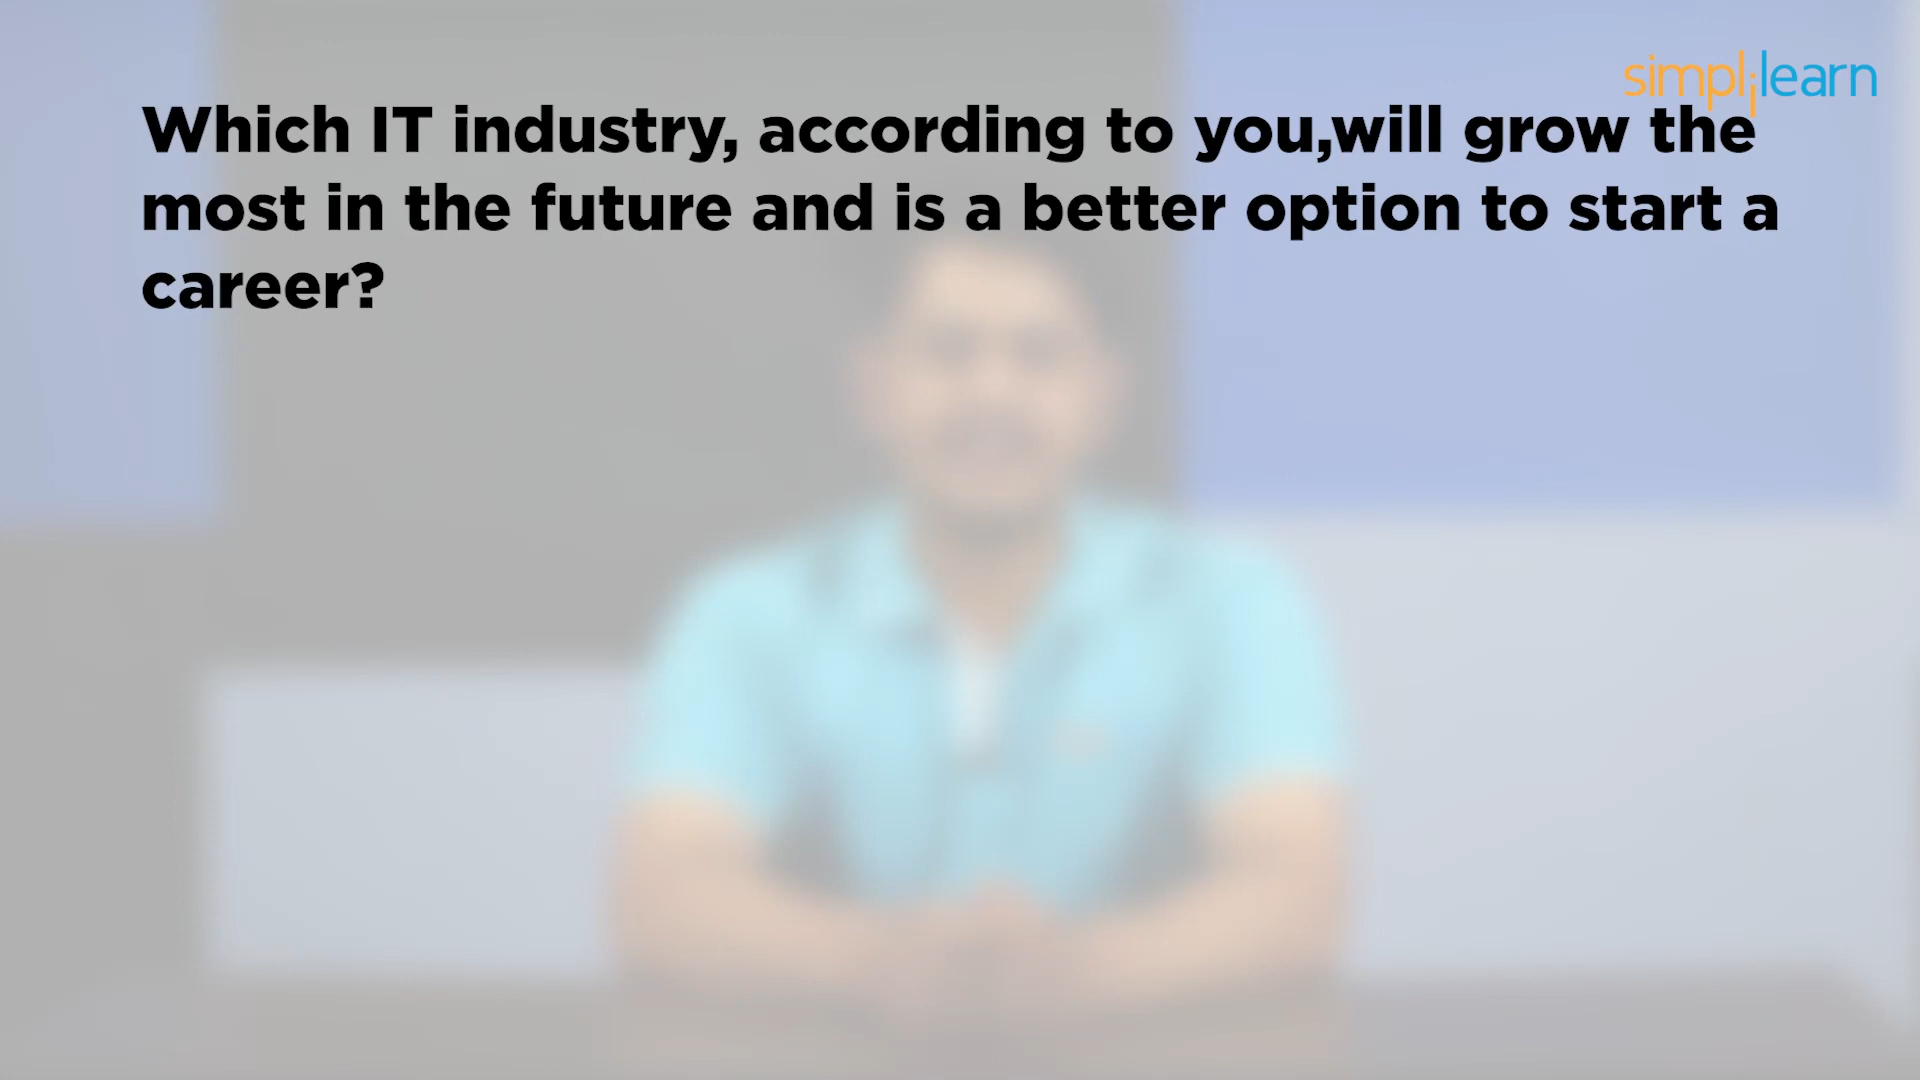 simplilearn
Which IT industry, according to you,will grow the
most in the future and is a better option to start a
career?